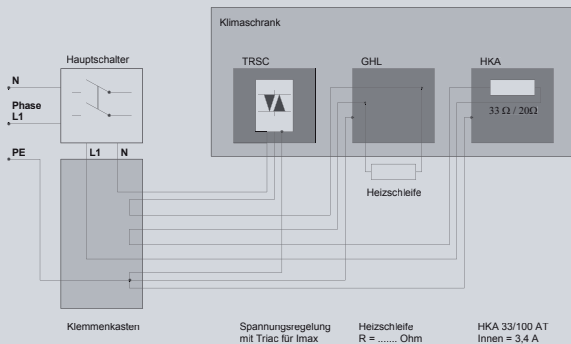 Klimaschrank
Hauptschalter
TRSC
GHL
HKA
N
Phase
L1
33 Ω / 20Ω
PE
L1
N
Heizschleife
Klemmenkasten
Spannungsregelung
mit Triac für Imax
Heizschleife
R = ....... Ohm
HKA 33/100 AT
Innen = 3,4 A